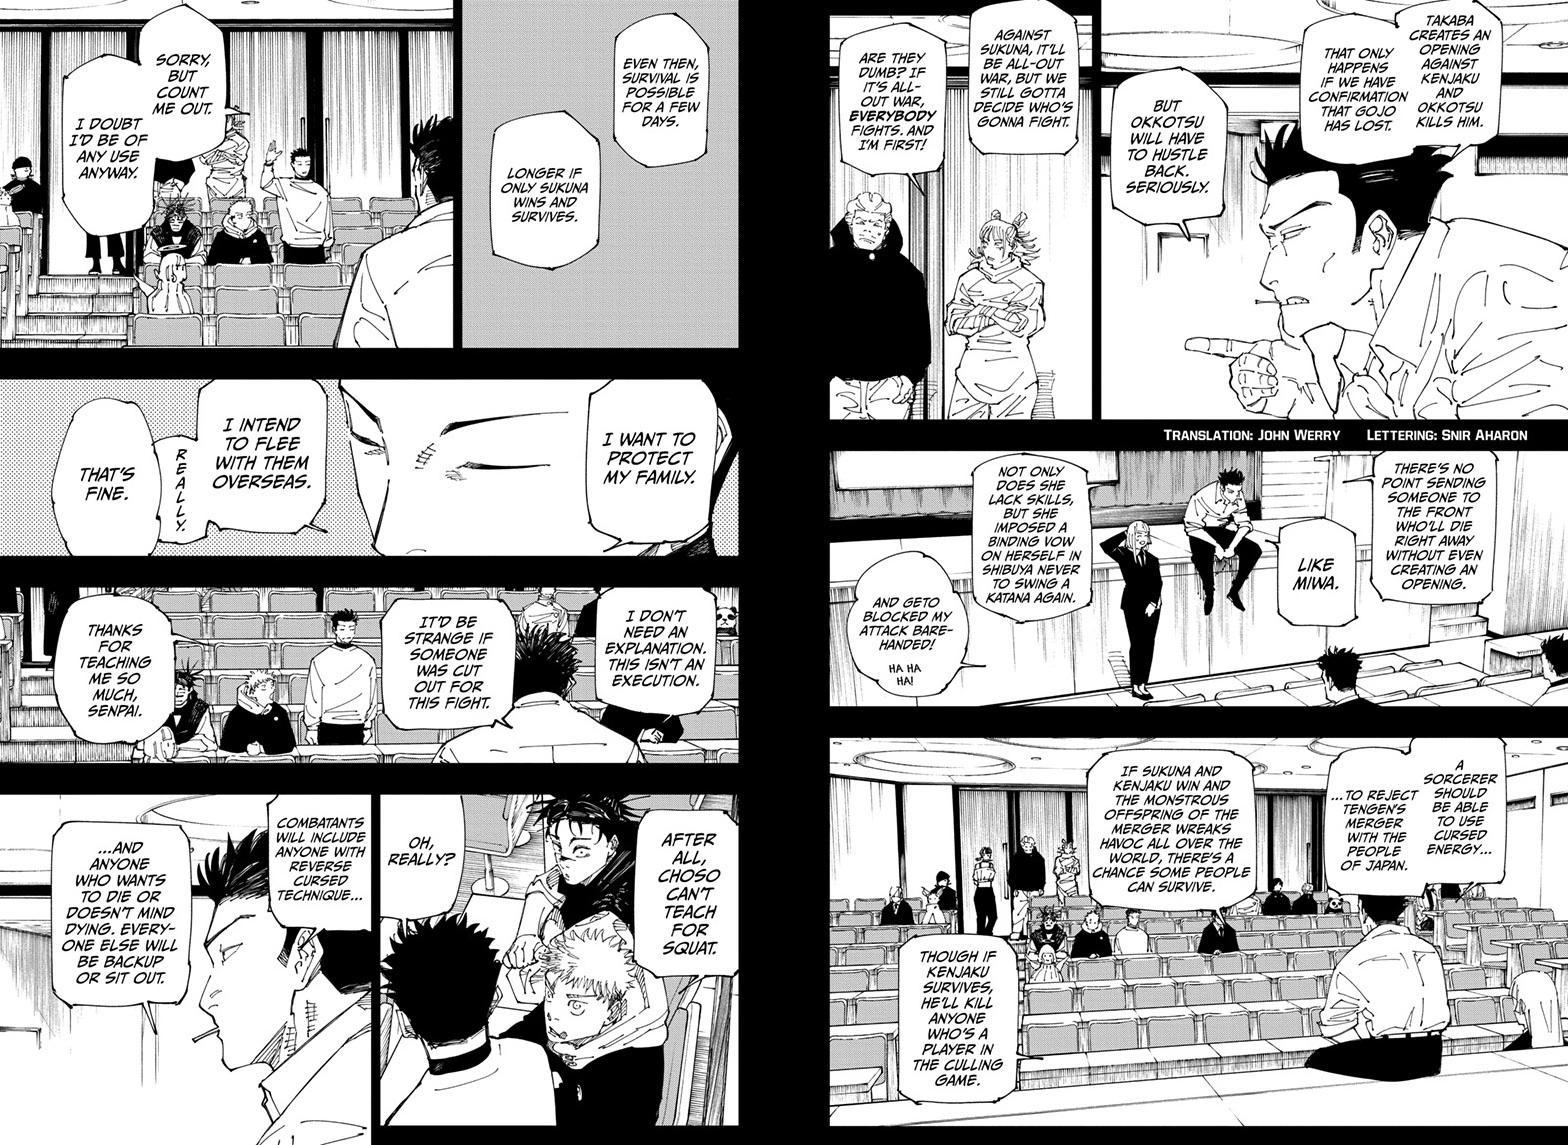 TAKABA
CREATES AN
OPENING
AGAINST
KENJAKU
AND
OKKOTSU
KILLS HIM.
THAT ONLY
HAPPENS
IF WE HAVE
CONFIRMATION
THAT GOJO
HAS LOST.
BUT
OKKOTSU
WILL HAVE
TO HUSTLE
BACK.
SERIOUSLY.
AGAINST
SUKUNA, IT'LL
BE ALL-OUT
WAR, BUT WE
STILL GOTTA
DECIDE WHO'S
GONNA FIGHT.
ARE THEY
DUMB? IF
IT'S ALL-
OUT WAR,
EVERYBODY
FIGHTS. AND
I'M FIRST!
TRANSLATION: JOHN WERRY LETTERING: SNIR AHARON
THERE'S NO
POINT SENDING
SOMEONE TO
THE FRONT
WHO'LL DIE
RIGHT AWAY
WITHOUT EVEN
CREATING AN
OPENING.
LIKE
MIWA.
NOT ONLY
DOES SHE
LACK SKILLS,
BUT SHE
IMPOSED A
BINDING VOW
ON HERSELF IN
SHIBUYA NEVER
TO SWING A
KATANA AGAIN.
AND GETO
BLOCKED MY
ATTACK BARE-
HANDED!
HA HA
HA!
A
SORCERER
SHOULD
BE ABLE
TO USE
CURSED
ENERGY...
...TO REJECT
TENGEN'S
MERGER
WITH THE
PEOPLE
OF JAPAN.
IF SUKUNA AND
KENJAKU WIN AND
THE MONSTROUS
OFFSPRING OF
THE MERGER WREAKS
HAVOC ALL OVER THE
WORLD, THERE'S A
CHANCE SOME PEOPLE
CAN SURVIVE.
THOUGH IF
KENJAKU
SURVIVES,
HE'LL KILL
ANYONE
WHO'S A
PLAYER IN
THE CULLING
GAME.
EVEN THEN,
SURVIVAL IS
POSSIBLE
FOR A FEW
DAYS.
LONGER IF
ONLY SUKUNA
WINS AND
SURVIVES.
SORRY,
BUT
COUNT
ME OUT.
I DOUBT
I'D BE OF
ANY USE
ANYWAY.
I WANT TO
PROTECT
MY FAMILY.
I INTEND
TO FLEE
WITH THEM
OVERSEAS.
REALLY.
THAT'S
FINE.
I DON'T
NEED AN
EXPLANATION.
THIS ISN'T AN
EXECUTION.
IT'D BE
STRANGE IF
SOMEONE
WAS CUT
OUT FOR
THIS FIGHT.
THANKS
FOR
TEACHING
ME SO
MUCH,
SENPAI.
AFTER
ALL,
CHOSO
CAN'T
TEACH
FOR
SQUAT.
OH,
REALLY?
COMBATANTS
WILL INCLUDE
ANYONE WITH
REVERSE
CURSED
TECHNIQUE...
...AND
ANYONE
WHO WANTS
TO DIE OR
DOESN'T MIND
DYING. EVERY-
ONE ELSE WILL
BE BACKUP
OR SIT OUT.